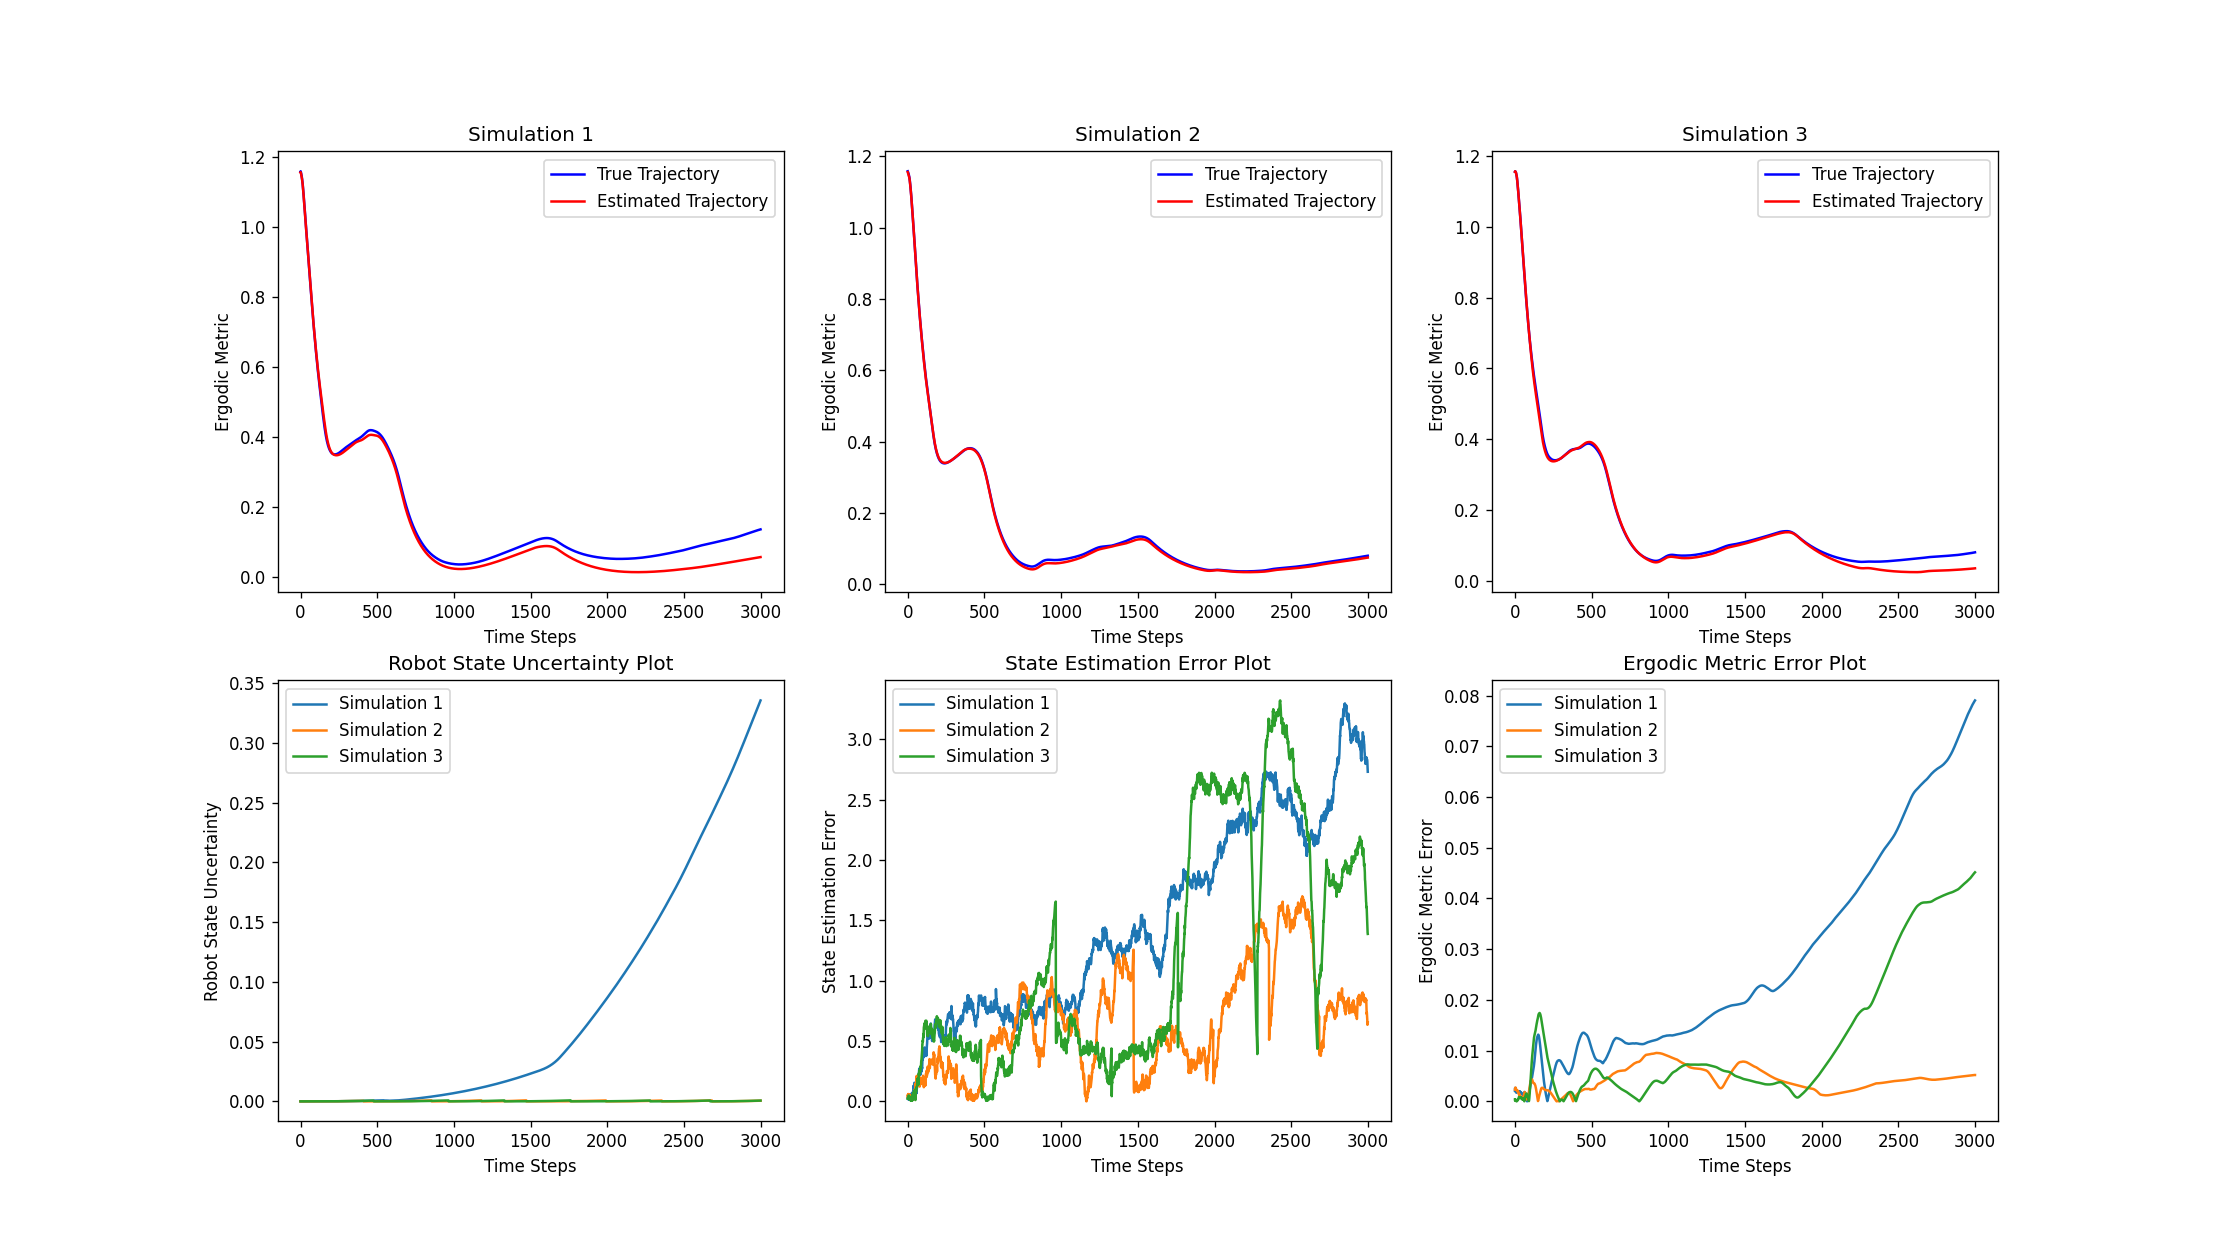 Simulation 1
Simulation 2
Simulation 3
Ergodic Metric
1.2
1.0
0.8
0.6
0.4
0.2
0.0
True Trajectory
Estimated Trajectory
0 500 1000 1500 2000 2500 3000
Time Steps
Ergodic Metric
1.2
1.0
0.8
0.6
0.4
0.2
0.0
True Trajectory
Estimated Trajectory
0 500 1000 1500 2000 2500 3000
Time Steps
Ergodic Metric
1.2
1.0
0.8
0.6
0.4
0.2
0.0
True Trajectory
Estimated Trajectory
0 500 1000 1500 2000 2500 3000
Time Steps
Robot State Uncertainty Plot
Robot State Uncertainty
0.35
0.30
0.25
0.20
0.15
0.10
0.05
0.00
Simulation 1
Simulation 2
Simulation 3
0 500 1000 1500 2000 2500 3000
Time Steps
State Estimation Error Plot
State Estimation Error
3.0
2.5
2.0
1.5
1.0
0.5
0.0
Simulation 1
Simulation 2
Simulation 3
0 500 1000 1500 2000 2500 3000
Time Steps
Ergodic Metric Error Plot
Ergodic Metric Error
0.08
0.07
0.06
0.05
0.04
0.03
0.02
0.01
0.00
Simulation 1
Simulation 2
Simulation 3
0 500 1000 1500 2000 2500 3000
Time Steps